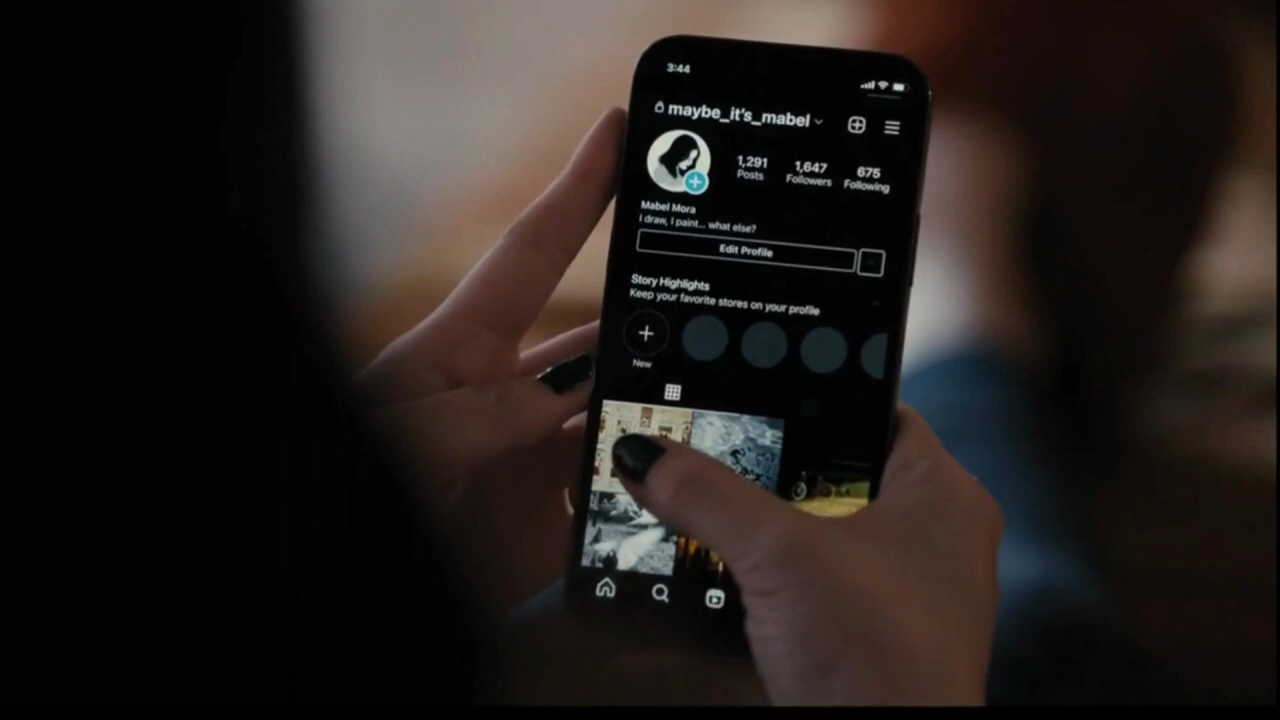 3:44
maybe_it's_mabel
1,291 1,647 675
Posts Followers Following
Mabel Mora
I draw, I paint... what else?
Edit Profile
Story Highlights
Keep your favorite stores on your profile
New